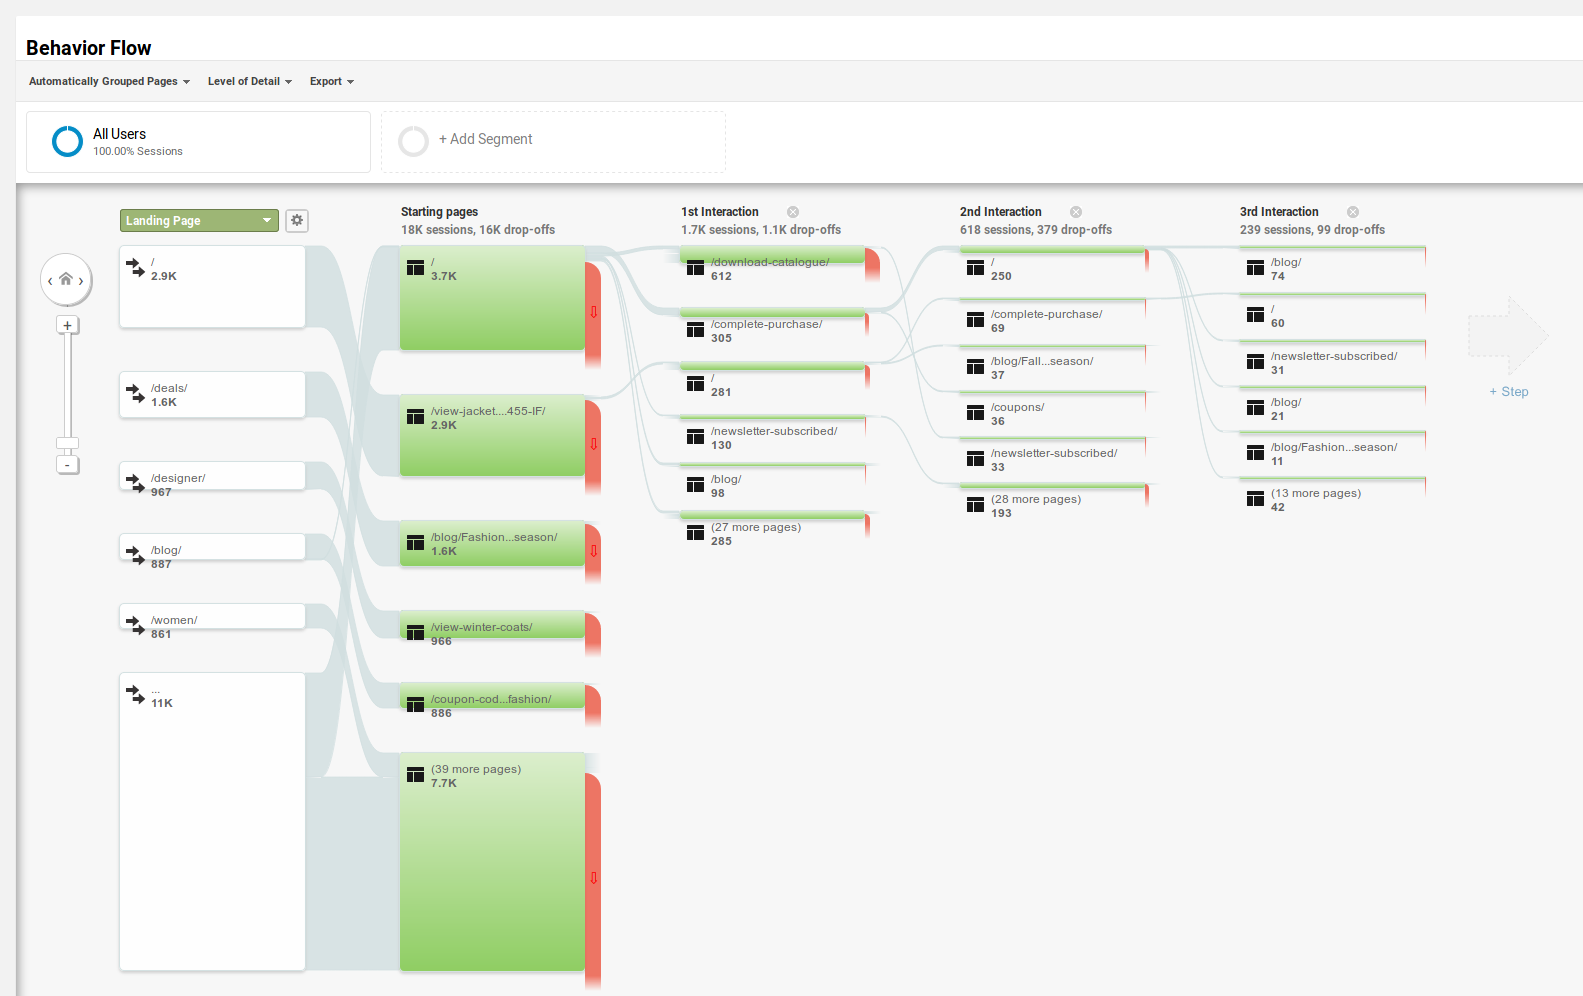 Behavior Flow
Automatically Grouped Pages
Level of Detail
Export
All Users
100.00% Sessions
+ Add Segment
Landing Page
/
2.9K
/deals/
1.6K
/designer/
967
/blog/
887
/women/
861
...
11K
+
-
Starting pages
18K sessions, 16K drop-offs
/
3.7K
/view-jacket....455-IF/
2.9K
/blog/Fashion...season/
1.6K
/view-winter-coats/
966
/coupon-cod...fashion/
886
(39 more pages)
7.7K
1st Interaction
1.7K sessions, 1.1K drop-offs
/download-catalogue/
612
/complete-purchase/
305
/
281
/newsletter-subscribed/
130
/blog/
98
(27 more pages)
285
2nd Interaction
618 sessions, 379 drop-offs
/
250
/complete-purchase/
69
/blog/Fall...season/
37
/coupons/
36
/newsletter-subscribed/
33
(28 more pages)
193
3rd Interaction
239 sessions, 99 drop-offs
/blog/
74
/
60
/newsletter-subscribed/
31
/blog/
21
/blog/Fashion...season/
11
(13 more pages)
42
+ Step